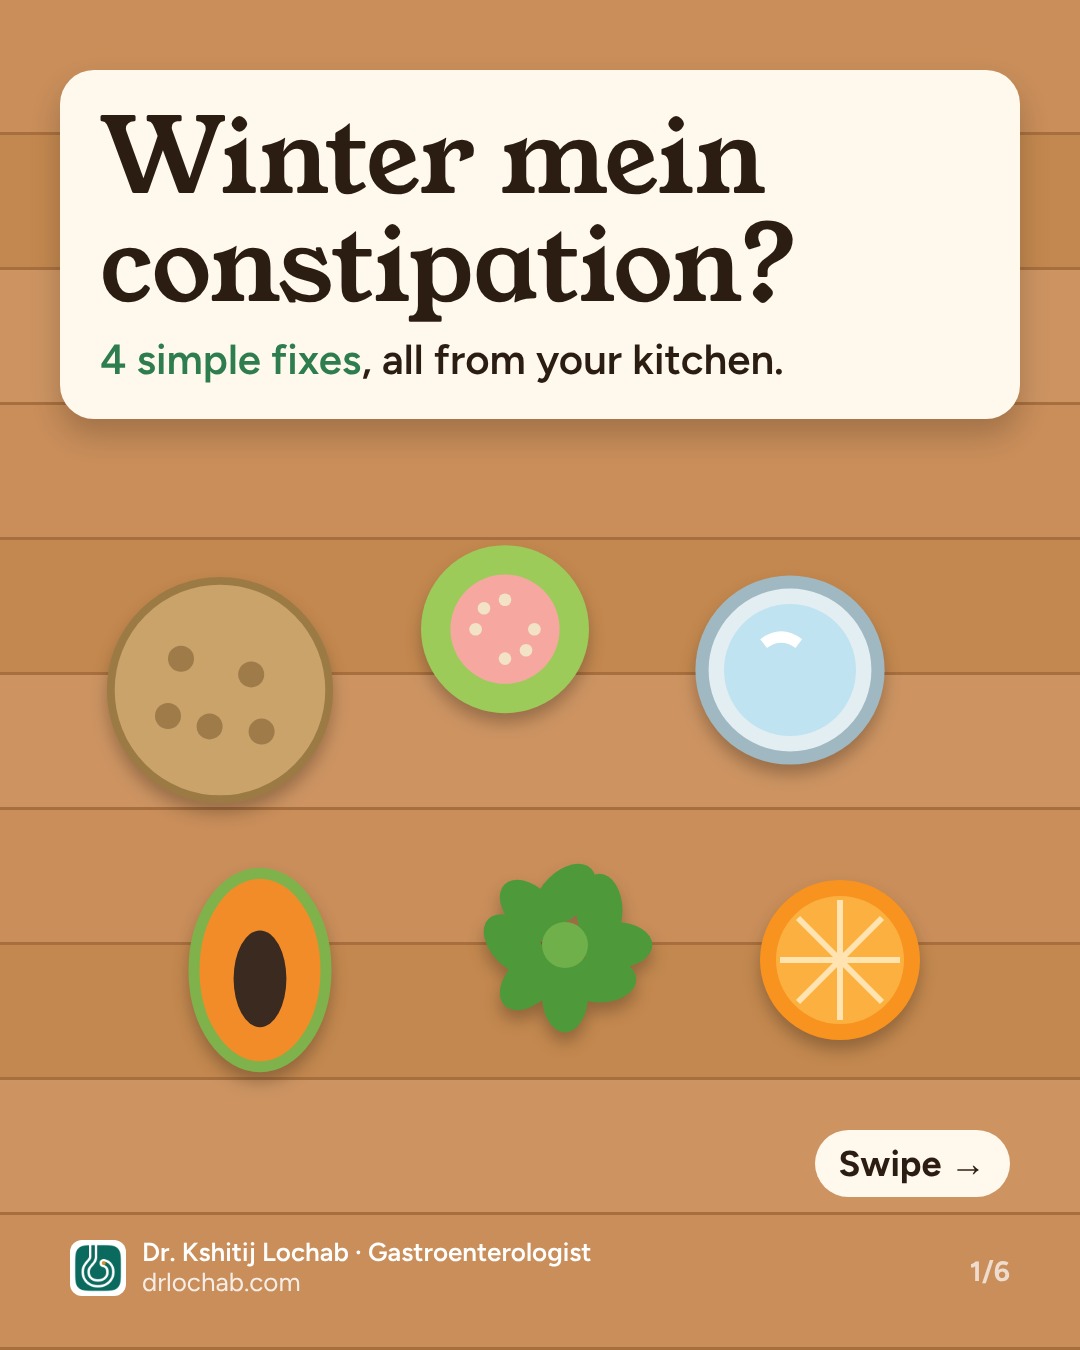 Winter mein
constipation?
4 simple fixes, all from your kitchen.
Swipe →
Dr. Kshitij Lochab · Gastroenterologist
drlochab.com
1/6